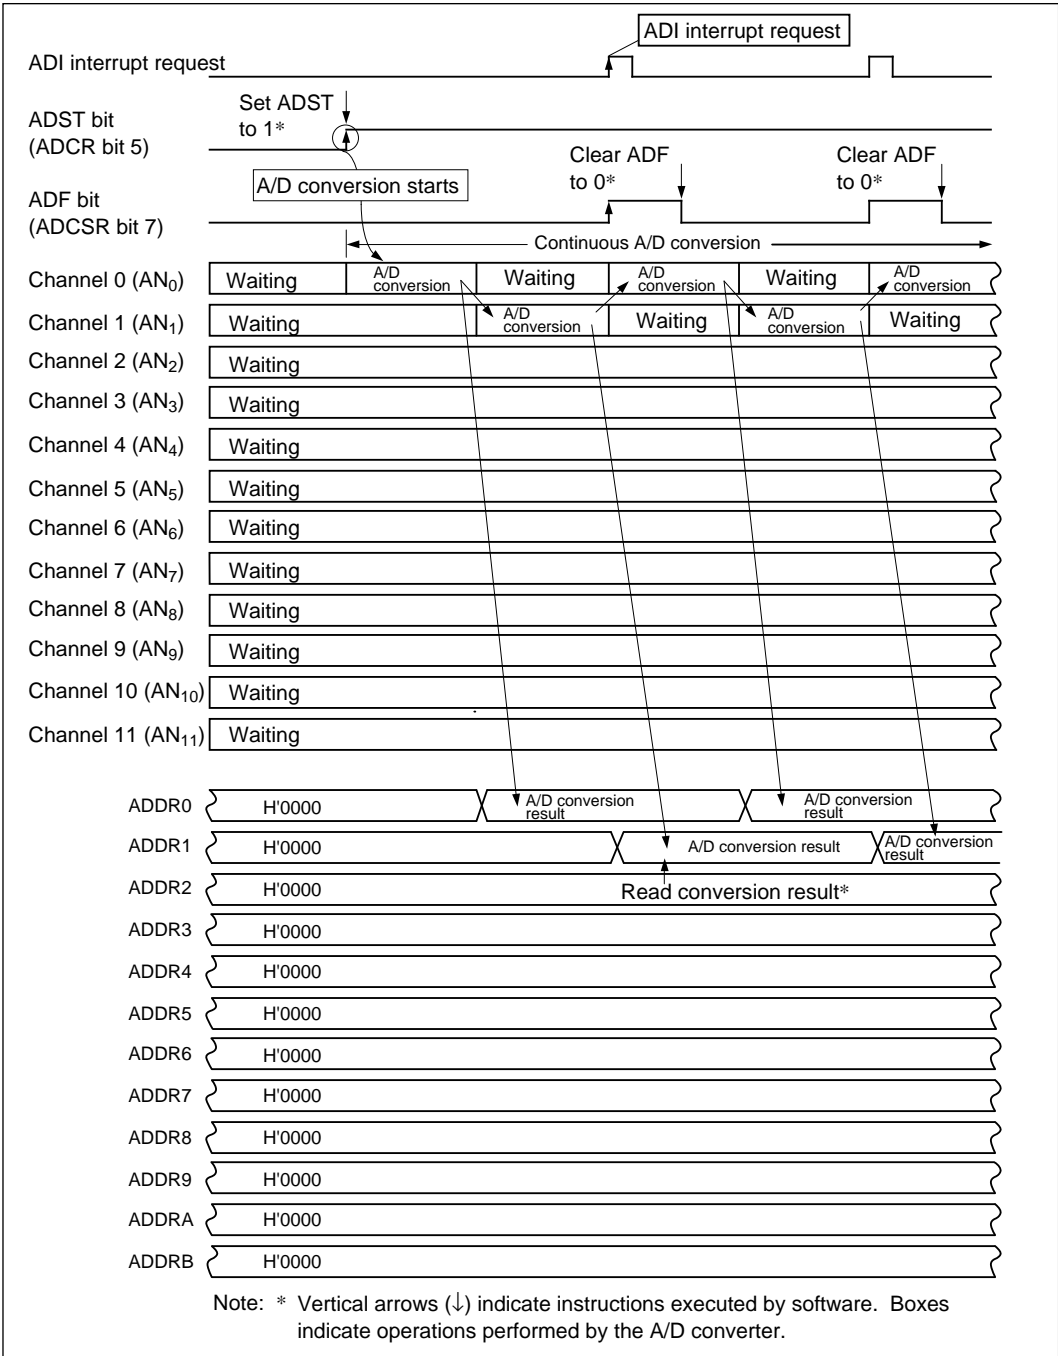 ADI interrupt request
ADI interrupt request
ADST bit
(ADCR bit 5)
Set ADST
to 1*
A/D conversion starts
Clear ADF
to 0*
Clear ADF
to 0*
ADF bit
(ADCSR bit 7)
Continuous A/D conversion
Channel 0 (AN0) Waiting A/D conversion Waiting A/D conversion Waiting A/D conversion
Channel 1 (AN1) Waiting A/D conversion Waiting A/D conversion Waiting
Channel 2 (AN2) Waiting
Channel 3 (AN3) Waiting
Channel 4 (AN4) Waiting
Channel 5 (AN5) Waiting
Channel 6 (AN6) Waiting
Channel 7 (AN7) Waiting
Channel 8 (AN8) Waiting
Channel 9 (AN9) Waiting
Channel 10 (AN10) Waiting
Channel 11 (AN11) Waiting
ADDR0 H'0000 A/D conversion result A/D conversion result
ADDR1 H'0000 A/D conversion result A/D conversion result
ADDR2 H'0000 Read conversion result*
ADDR3 H'0000
ADDR4 H'0000
ADDR5 H'0000
ADDR6 H'0000
ADDR7 H'0000
ADDR8 H'0000
ADDR9 H'0000
ADDRA H'0000
ADDRB H'0000
Note: * Vertical arrows (↓) indicate instructions executed by software. Boxes
indicate operations performed by the A/D converter.